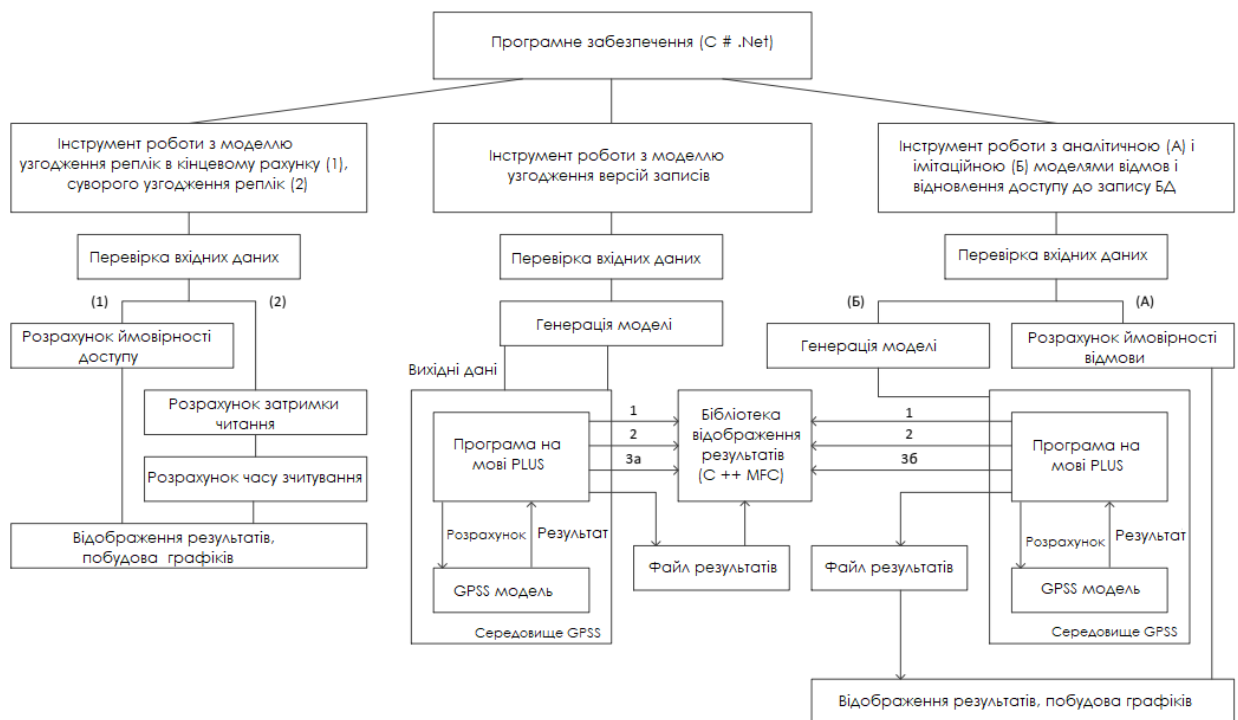 Програмне забезпечення (C # .Net)
Інструмент роботи з моделлю
узгодження реплік в кінцевому рахунку (1),
суворого узгодження реплік (2)
Інструмент роботи з моделлю
узгодження версій записів
Інструмент роботи з аналітичною (А) і
імітаційною (Б) моделями відмов і
відновлення доступу до запису БД
Перевірка вхідних даних
Перевірка вхідних даних
Перевірка вхідних даних
(1)
(2)
(Б)
(А)
Розрахунок ймовірності
доступу
Генерація моделі
Генерація моделі
Розрахунок ймовірності
відмови
Вихідні дані
Розрахунок затримки
читання
Розрахунок часу зчитування
Відображення результатів,
побудова графіків
Програма на
мові PLUS
1
2
3а
Бібліотека
відображення
результатів
(C ++ MFC)
1
2
3б
Програма на
мові PLUS
Розрахунок
Результат
Файл результатів
Файл результатів
Розрахунок
Результат
GPSS модель
GPSS модель
Середовище GPSS
Середовище GPSS
Відображення результатів, побудова графіків